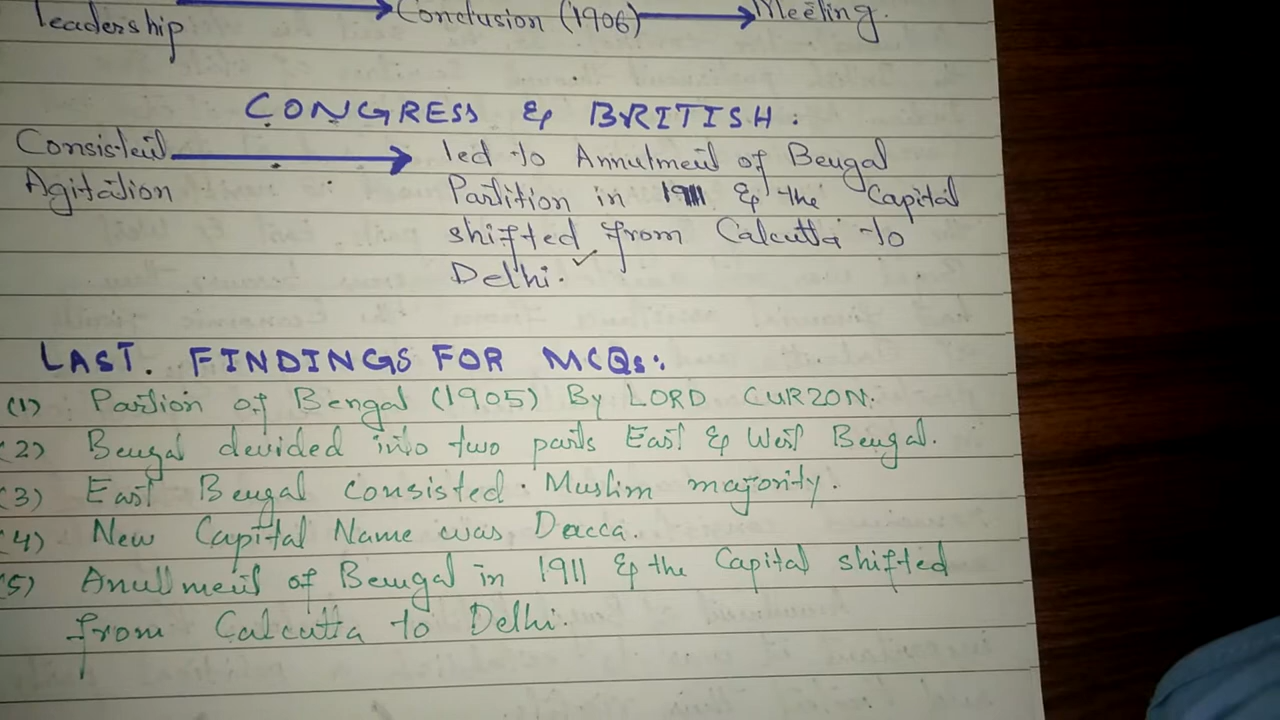 leadership → Conclusion (1906) → Meeting.
CONGRESS & BRITISH:
Consistent → led to Annulment of Bengal
Agitation Partition in 1911 & the Capital
shifted from Calcutta to
Delhi.
LAST. FINDINGS FOR MCQs:
(1) Partion of Bengal (1905) By LORD CURZON.
(2) Bengal devided into two parts East & West Bengal.
(3) East Bengal consisted. Muslim majority.
(4) New Capital Name was Dacca.
(5) Anullment of Bengal in 1911 & the Capital shifted
from Calcutta to Delhi.